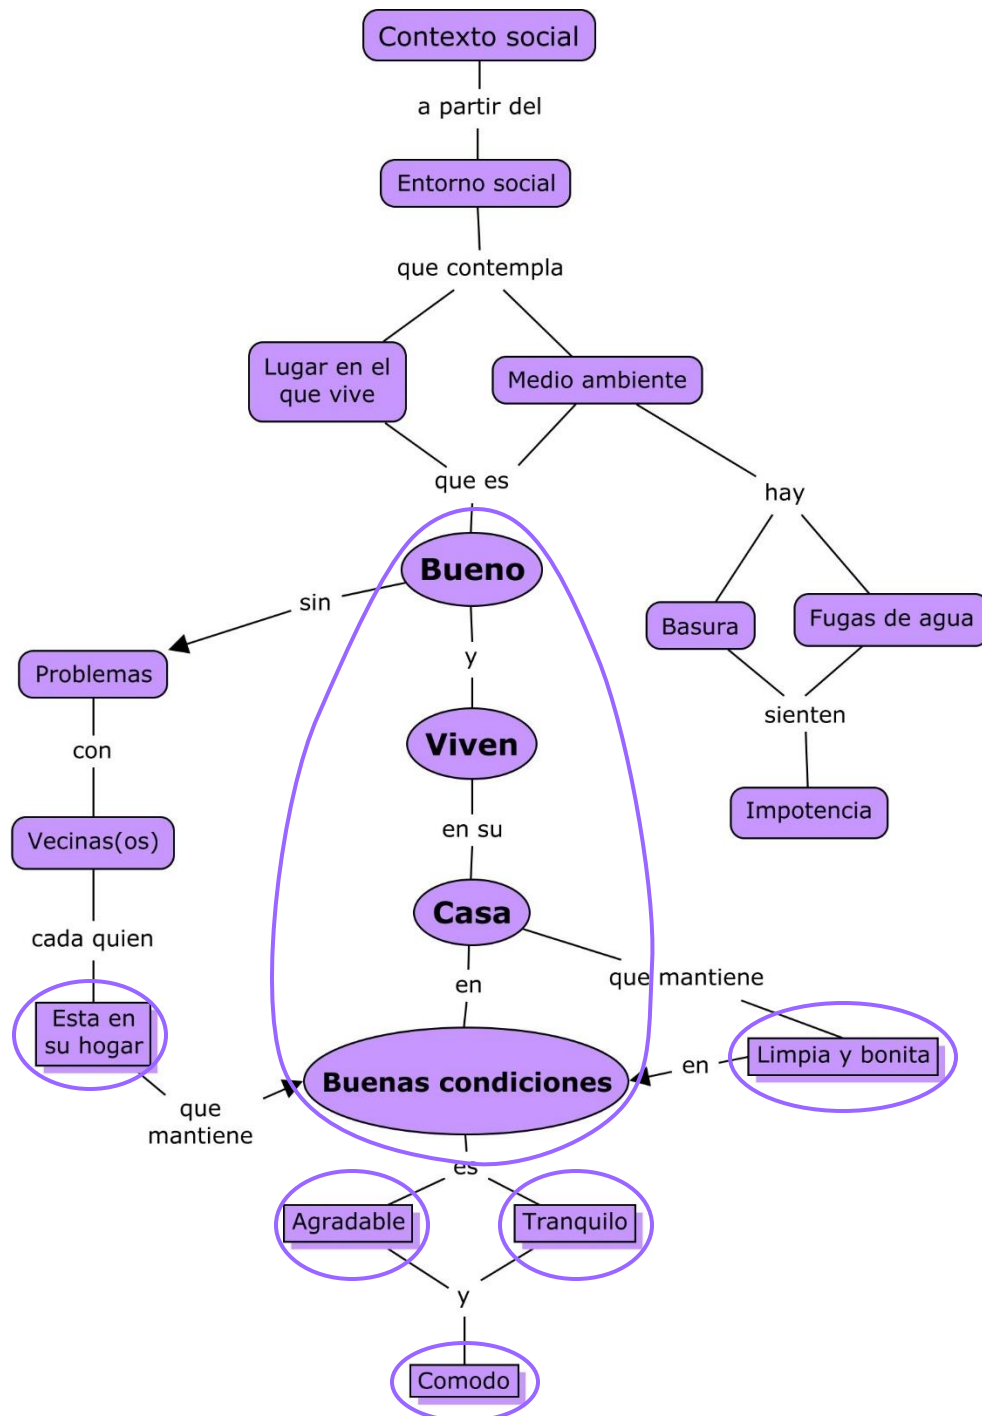 Contexto social
a partir del
Entorno social
que contempla
Lugar en el
que vive
Medio ambiente
que es
hay
Bueno
sin
Basura
Fugas de agua
y
Problemas
sienten
Viven
con
en su
Impotencia
Vecinas(os)
Casa
cada quien
que mantiene
en
Esta en
su hogar
Limpia y bonita
en
Buenas condiciones
que
mantiene
es
Agradable
Tranquilo
y
Comodo